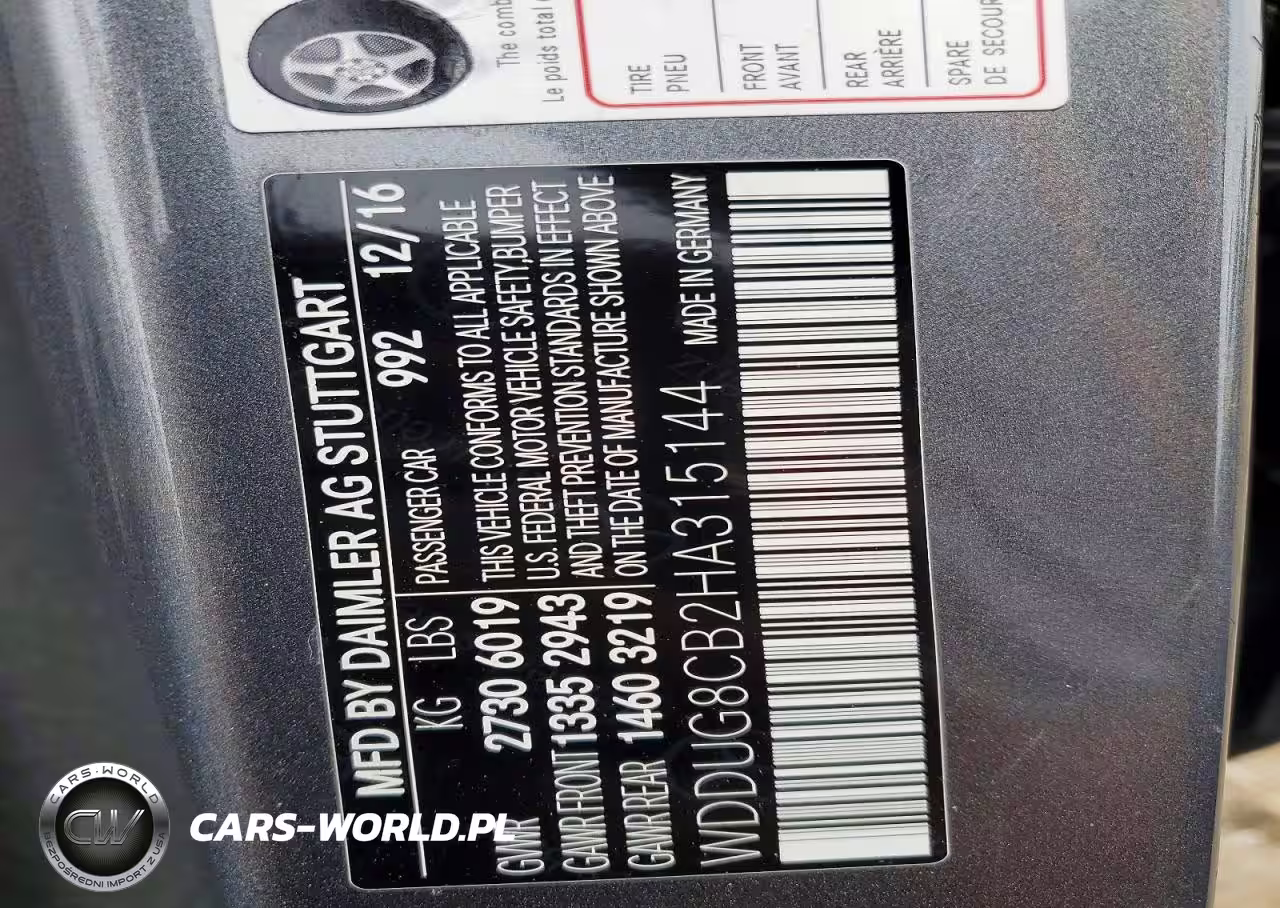 The comb
Le poids total
TIRE
PNEU
FRONT
AVANT
REAR
ARRIÈRE
SPARE
DE SECOUR
MFD BY DAIMLER AG STUTTGART
KG LBS PASSENGER CAR 992 12/16
GVWR 2730 6019 THIS VEHICLE CONFORMS TO ALL APPLICABLE
U.S. FEDERAL MOTOR VEHICLE SAFETY,BUMPER
GAWR FRONT 1335 2943 AND THEFT PREVENTION STANDARDS IN EFFECT
GAWR REAR 1460 3219 ON THE DATE OF MANUFACTURE SHOWN ABOVE
WDDUG8CB2HA315144 MADE IN GERMANY
CARS-WORLD
CW
BEZPOŚREDNI IMPORT Z USA
CARS-WORLD.PL